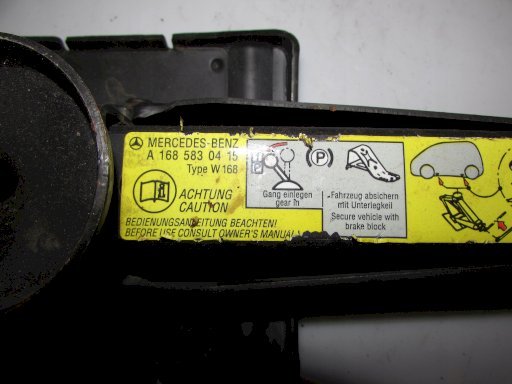 MERCEDES-BENZ
A 168 583 04 15
Type W168
ACHTUNG
CAUTION
BEDIENUNGSANLEITUNG BEACHTEN!
BEFORE USE CONSULT OWNER'S MANUAL
P
Gang einlegen
gear in
Fahrzeug absichern
mit Unterlegkeil
Secure vehicle with
brake block